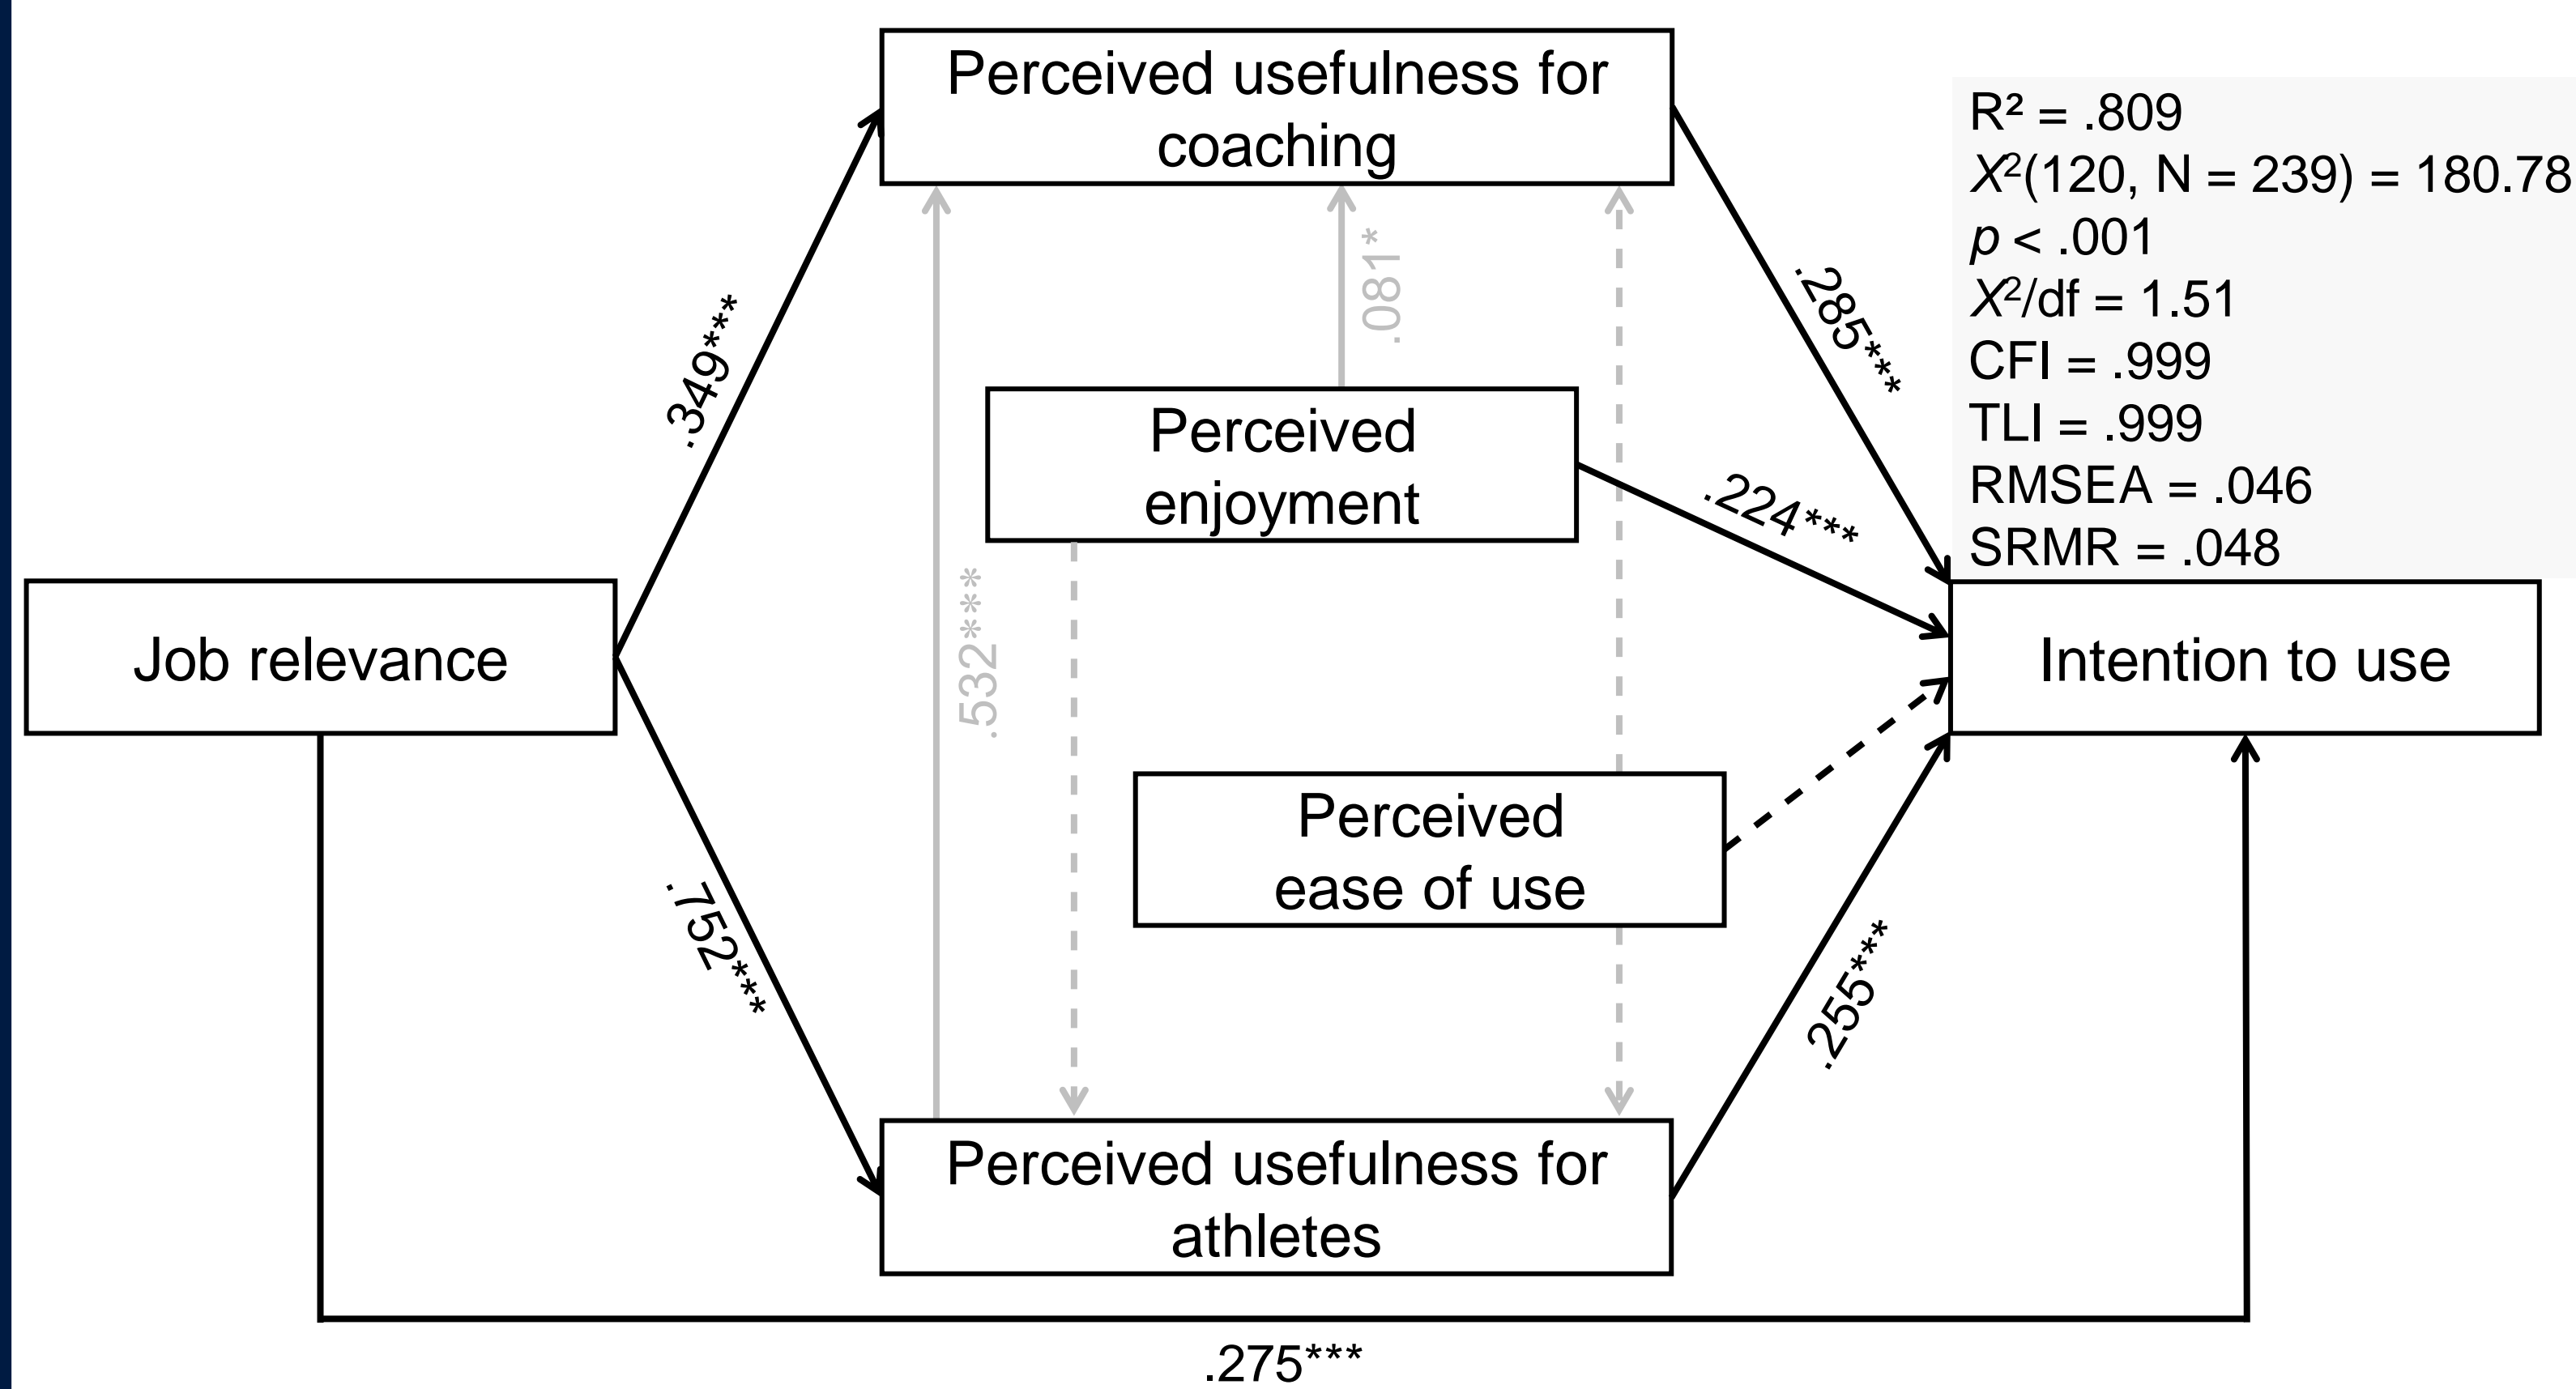 Perceived usefulness for
coaching
R² = .809
X²(120, N = 239) = 180.78
p < .001
X²/df = 1.51
CFI = .999
TLI = .999
RMSEA = .046
SRMR = .048
.349***
.081*
.285***
Perceived
enjoyment
.224***
.532***
Job relevance
Intention to use
Perceived
ease of use
.752***
.255***
Perceived usefulness for
athletes
.275***